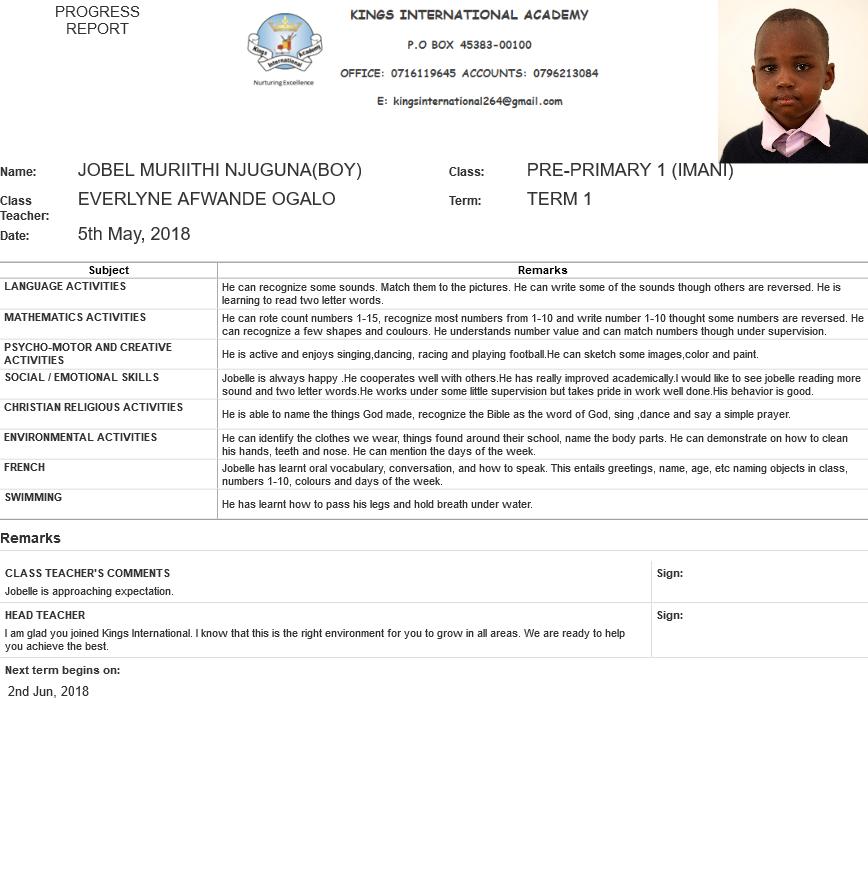 PROGRESS
REPORT
KINGS INTERNATIONAL ACADEMY
P.O BOX 45383-00100
OFFICE: 0716119645 ACCOUNTS: 0796213084
E: kingsinternational264@gmail.com
Kings International Academy
Nurturing Excellence
Name: JOBEL MURIITHI NJUGUNA(BOY) Class: PRE-PRIMARY 1 (IMANI)
Class Teacher: EVERLYNE AFWANDE OGALO Term: TERM 1
Date: 5th May, 2018
Subject Remarks
LANGUAGE ACTIVITIES
He can recognize some sounds. Match them to the pictures. He can write some of the sounds though others are reversed. He is
learning to read two letter words.
MATHEMATICS ACTIVITIES
He can rote count numbers 1-15, recognize most numbers from 1-10 and write number 1-10 thought some numbers are reversed. He
can recognize a few shapes and coulours. He understands number value and can match numbers though under supervision.
PSYCHO-MOTOR AND CREATIVE
ACTIVITIES
He is active and enjoys singing,dancing, racing and playing football.He can sketch some images,color and paint.
SOCIAL / EMOTIONAL SKILLS
Jobelle is always happy .He cooperates well with others.He has really improved academically.I would like to see jobelle reading more
sound and two letter words.He works under some little supervision but takes pride in work well done.His behavior is good.
CHRISTIAN RELIGIOUS ACTIVITIES
He is able to name the things God made, recognize the Bible as the word of God, sing ,dance and say a simple prayer.
ENVIRONMENTAL ACTIVITIES
He can identify the clothes we wear, things found around their school, name the body parts. He can demonstrate on how to clean
his hands, teeth and nose. He can mention the days of the week.
FRENCH
Jobelle has learnt oral vocabulary, conversation, and how to speak. This entails greetings, name, age, etc naming objects in class,
numbers 1-10, colours and days of the week.
SWIMMING
He has learnt how to pass his legs and hold breath under water.
Remarks
CLASS TEACHER'S COMMENTS
Jobelle is approaching expectation.
Sign:
HEAD TEACHER
I am glad you joined Kings International. I know that this is the right environment for you to grow in all areas. We are ready to help
you achieve the best.
Sign:
Next term begins on:
2nd Jun, 2018